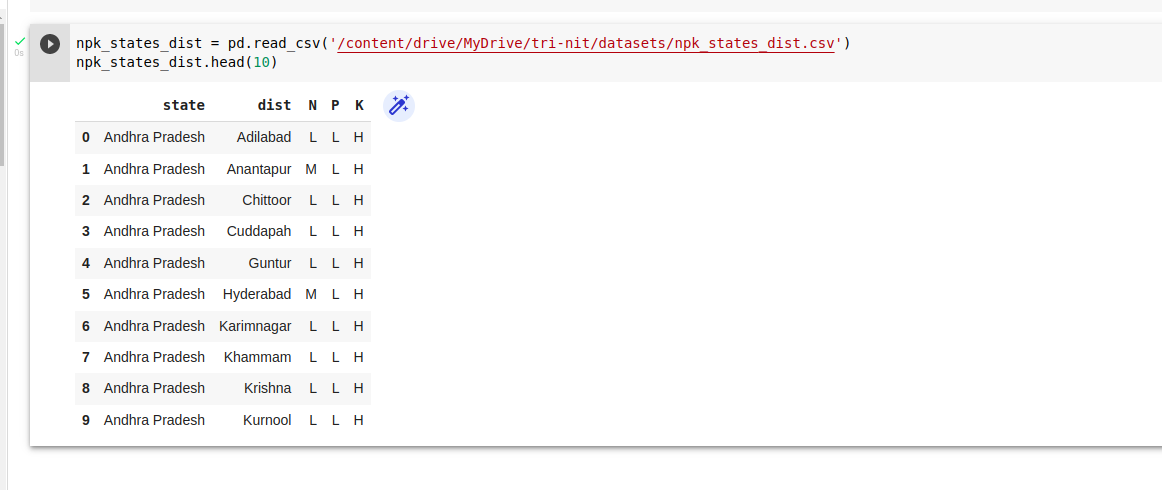 npk_states_dist = pd.read_csv('/content/drive/MyDrive/tri-nit/datasets/npk_states_dist.csv')
0s
npk_states_dist.head(10)
state dist N P K
0 Andhra Pradesh Adilabad L L H
1 Andhra Pradesh Anantapur M L H
2 Andhra Pradesh Chittoor L L H
3 Andhra Pradesh Cuddapah L L H
4 Andhra Pradesh Guntur L L H
5 Andhra Pradesh Hyderabad M L H
6 Andhra Pradesh Karimnagar L L H
7 Andhra Pradesh Khammam L L H
8 Andhra Pradesh Krishna L L H
9 Andhra Pradesh Kurnool L L H